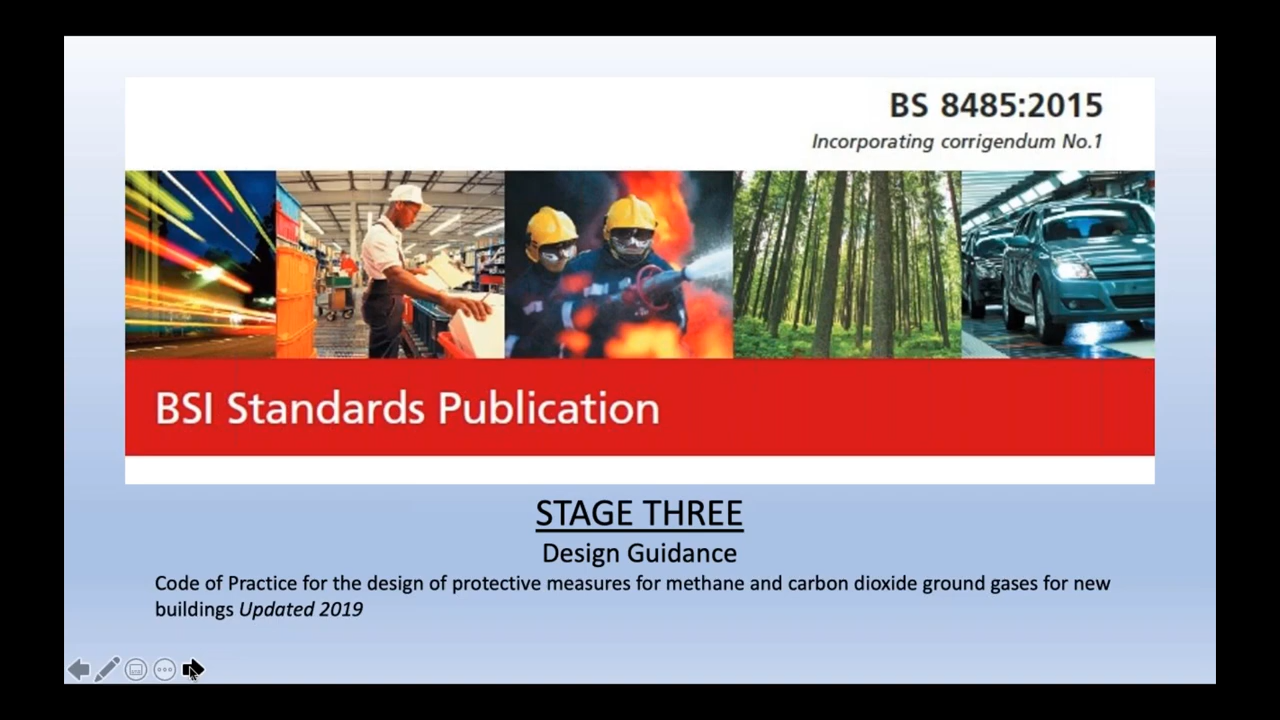 BS 8485:2015
Incorporating corrigendum No.1
BSI Standards Publication
STAGE THREE
Design Guidance
Code of Practice for the design of protective measures for methane and carbon dioxide ground gases for new
buildings Updated 2019